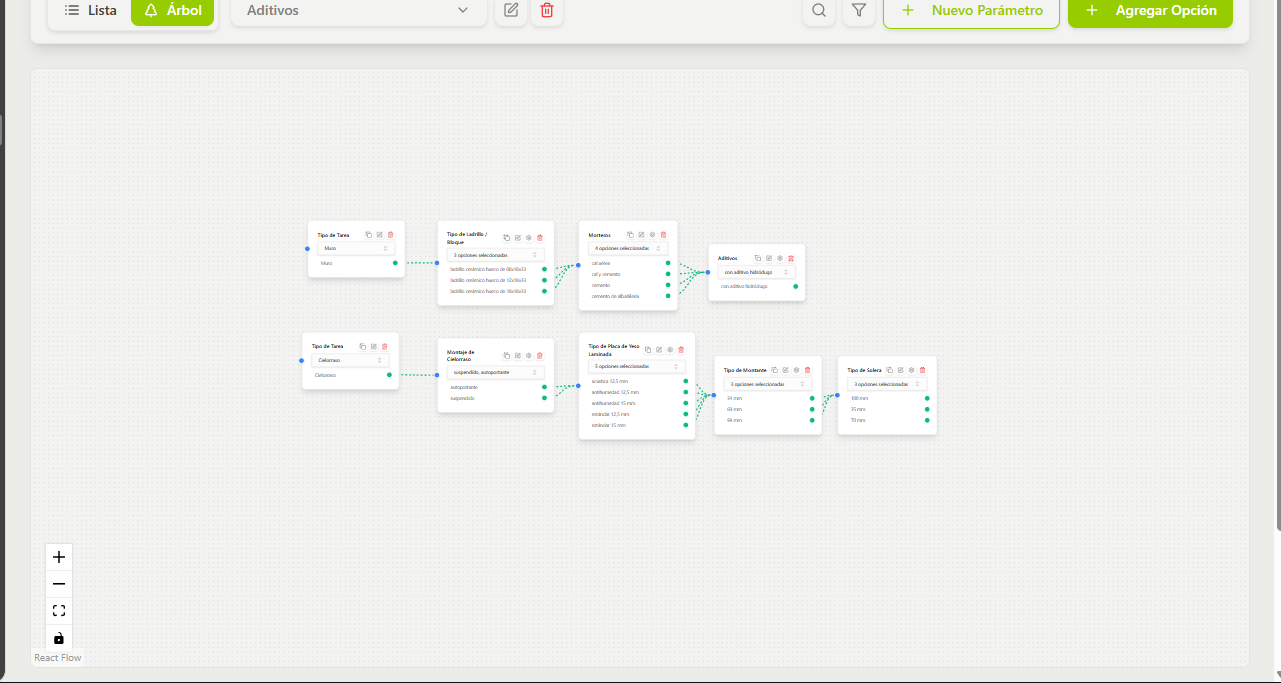 Lista
Árbol
Aditivos
Nuevo Parámetro
Agregar Opción
Tipo de Tarea
Muro
Muro
Tipo de Ladrillo /
Bloque
3 opciones seleccionadas
ladrillo cerámico hueco de 08x18x33
ladrillo cerámico hueco de 12x18x33
ladrillo cerámico hueco de 18x18x33
Morteros
4 opciones seleccionadas
cal aérea
cal y cemento
cemento
cemento de albañilería
Aditivos
con aditivo hidrófugo
con aditivo hidrófugo
Tipo de Tarea
Cielorraso
Cielorraso
Montaje de
Cielorraso
suspendido, autoportante
autoportante
suspendido
Tipo de Placa de Yeso
Laminada
5 opciones seleccionadas
acústica 12,5 mm
antihumedad 12,5 mm
antihumedad 15 mm
estándar 12,5 mm
estándar 15 mm
Tipo de Montante
3 opciones seleccionadas
34 mm
69 mm
99 mm
Tipo de Solera
3 opciones seleccionadas
100 mm
35 mm
70 mm
React Flow